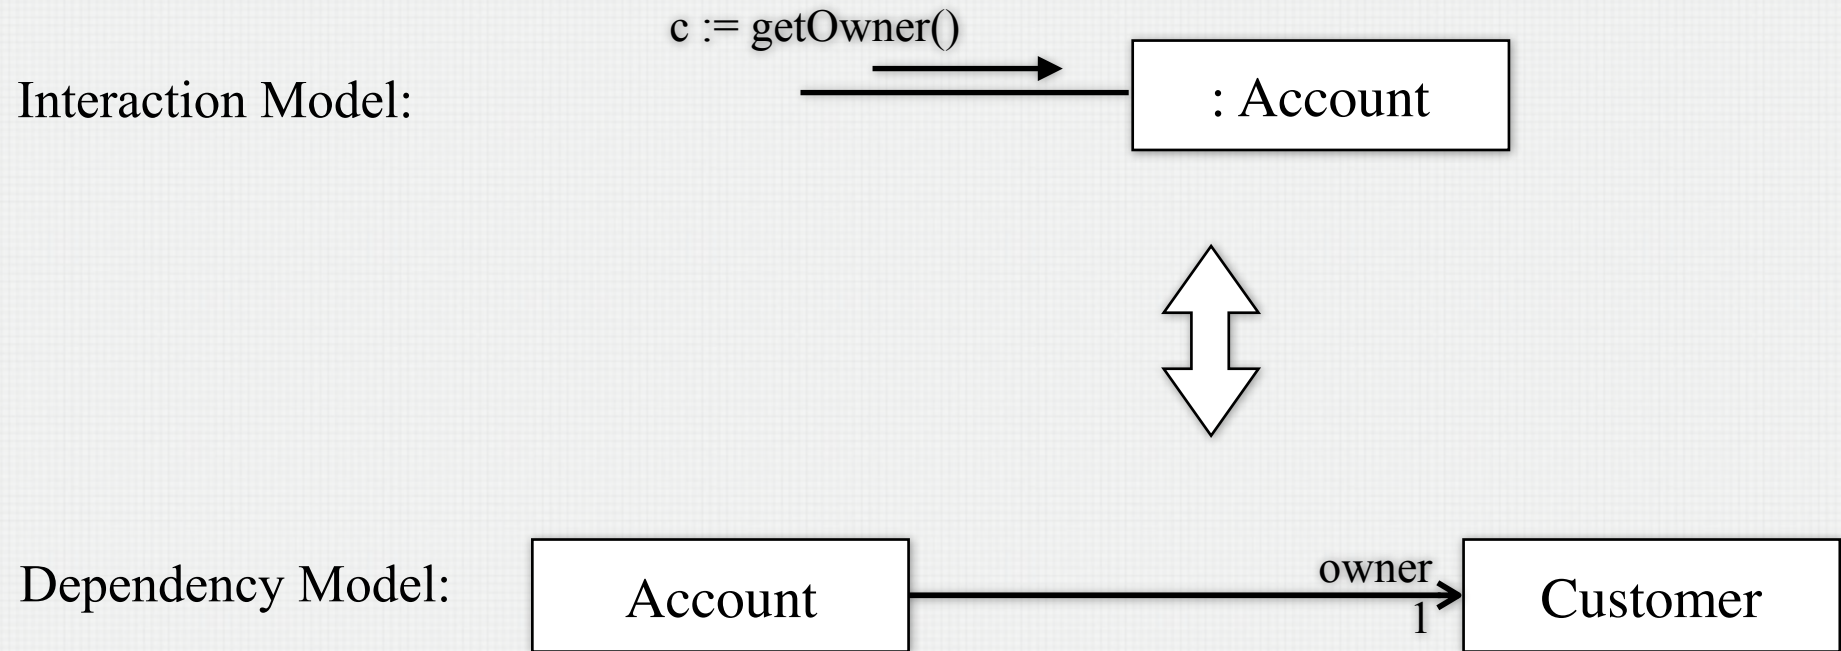 c := getOwner()
Interaction Model:
: Account
Dependency Model:
Account
owner
1
Customer